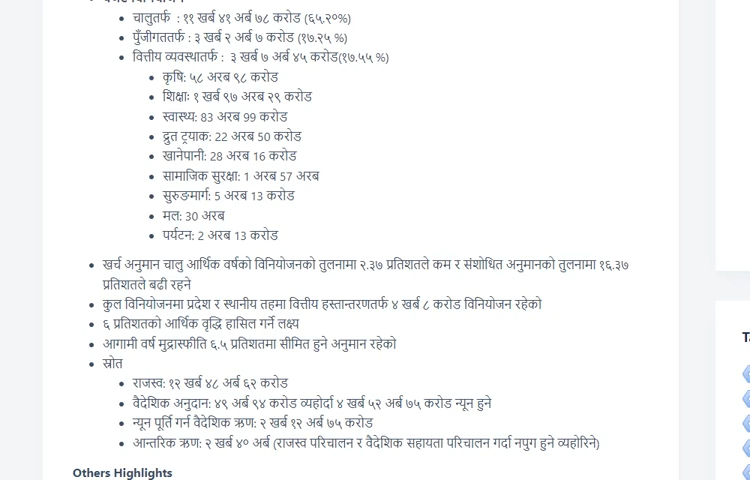 चालुतर्फ : ११ खर्ब ४१ अर्ब ७८ करोड (६५.२०%)
पुँजीगततर्फ : ३ खर्ब २ अर्ब ७ करोड (१७.२५ %)
वित्तीय व्यवस्थातर्फ : ३ खर्ब ७ अर्ब ४५ करोड(१७.५५ %)
कृषि: ५८ अरब ९८ करोड
शिक्षाः १ खर्ब ९७ अरब २९ करोड
स्वास्थ्य: 83 अरब 99 करोड
द्रुत ट्रयाक: 22 अरब 50 करोड
खानेपानी: 28 अरब 16 करोड
सामाजिक सुरक्षा: 1 अरब 57 अरब
सुरुङमार्ग: 5 अरब 13 करोड
मल: 30 अरब
पर्यटन: 2 अरब 13 करोड
खर्च अनुमान चालु आर्थिक वर्षको विनियोजनको तुलनामा २.३७ प्रतिशतले कम र संशोधित अनुमानको तुलनामा १६.३७
प्रतिशतले बढी रहने
कुल विनियोजनमा प्रदेश र स्थानीय तहमा वित्तीय हस्तान्तरणतर्फ ४ खर्ब ८ करोड विनियोजन रहेको
६ प्रतिशतको आर्थिक वृद्धि हासिल गर्ने लक्ष्य
आगामी वर्ष मुद्रास्फीति ६.५ प्रतिशतमा सीमित हुने अनुमान रहेको
स्रोत
राजस्व: १२ खर्ब ४८ अर्ब ६२ करोड
वैदेशिक अनुदान: ४९ अर्ब ९४ करोड व्यहोर्दा ४ खर्ब ५२ अर्ब ७५ करोड न्यून हुने
न्यून पूर्ति गर्न वैदेशिक ऋण: २ खर्ब १२ अर्ब ७५ करोड
आन्तरिक ऋण: २ खर्ब ४० अर्ब (राजस्व परिचालन र वैदेशिक सहायता परिचालन गर्दा नपुग हुने व्यहोरिने)
Others Highlights